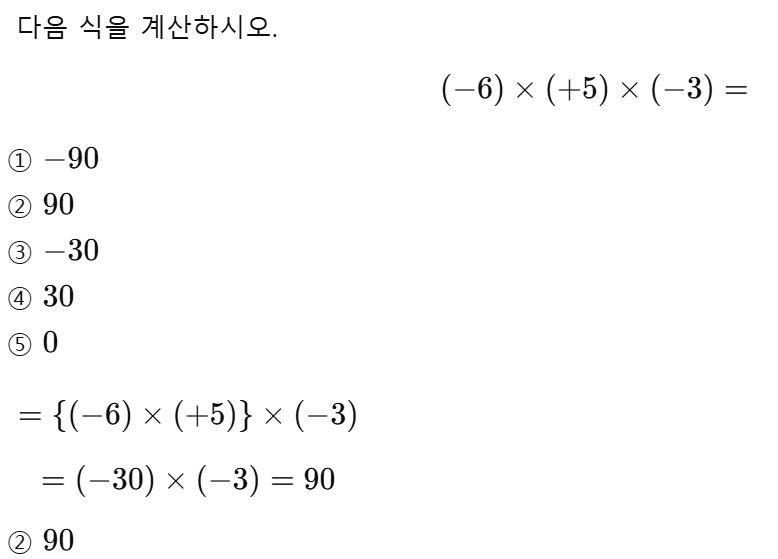 다음 식을 계산하시오.
(−6) × (+5) × (−3) =
① −90
② 90
③ −30
④ 30
⑤ 0
= {(−6) × (+5)} × (−3)
= (−30) × (−3) = 90
② 90